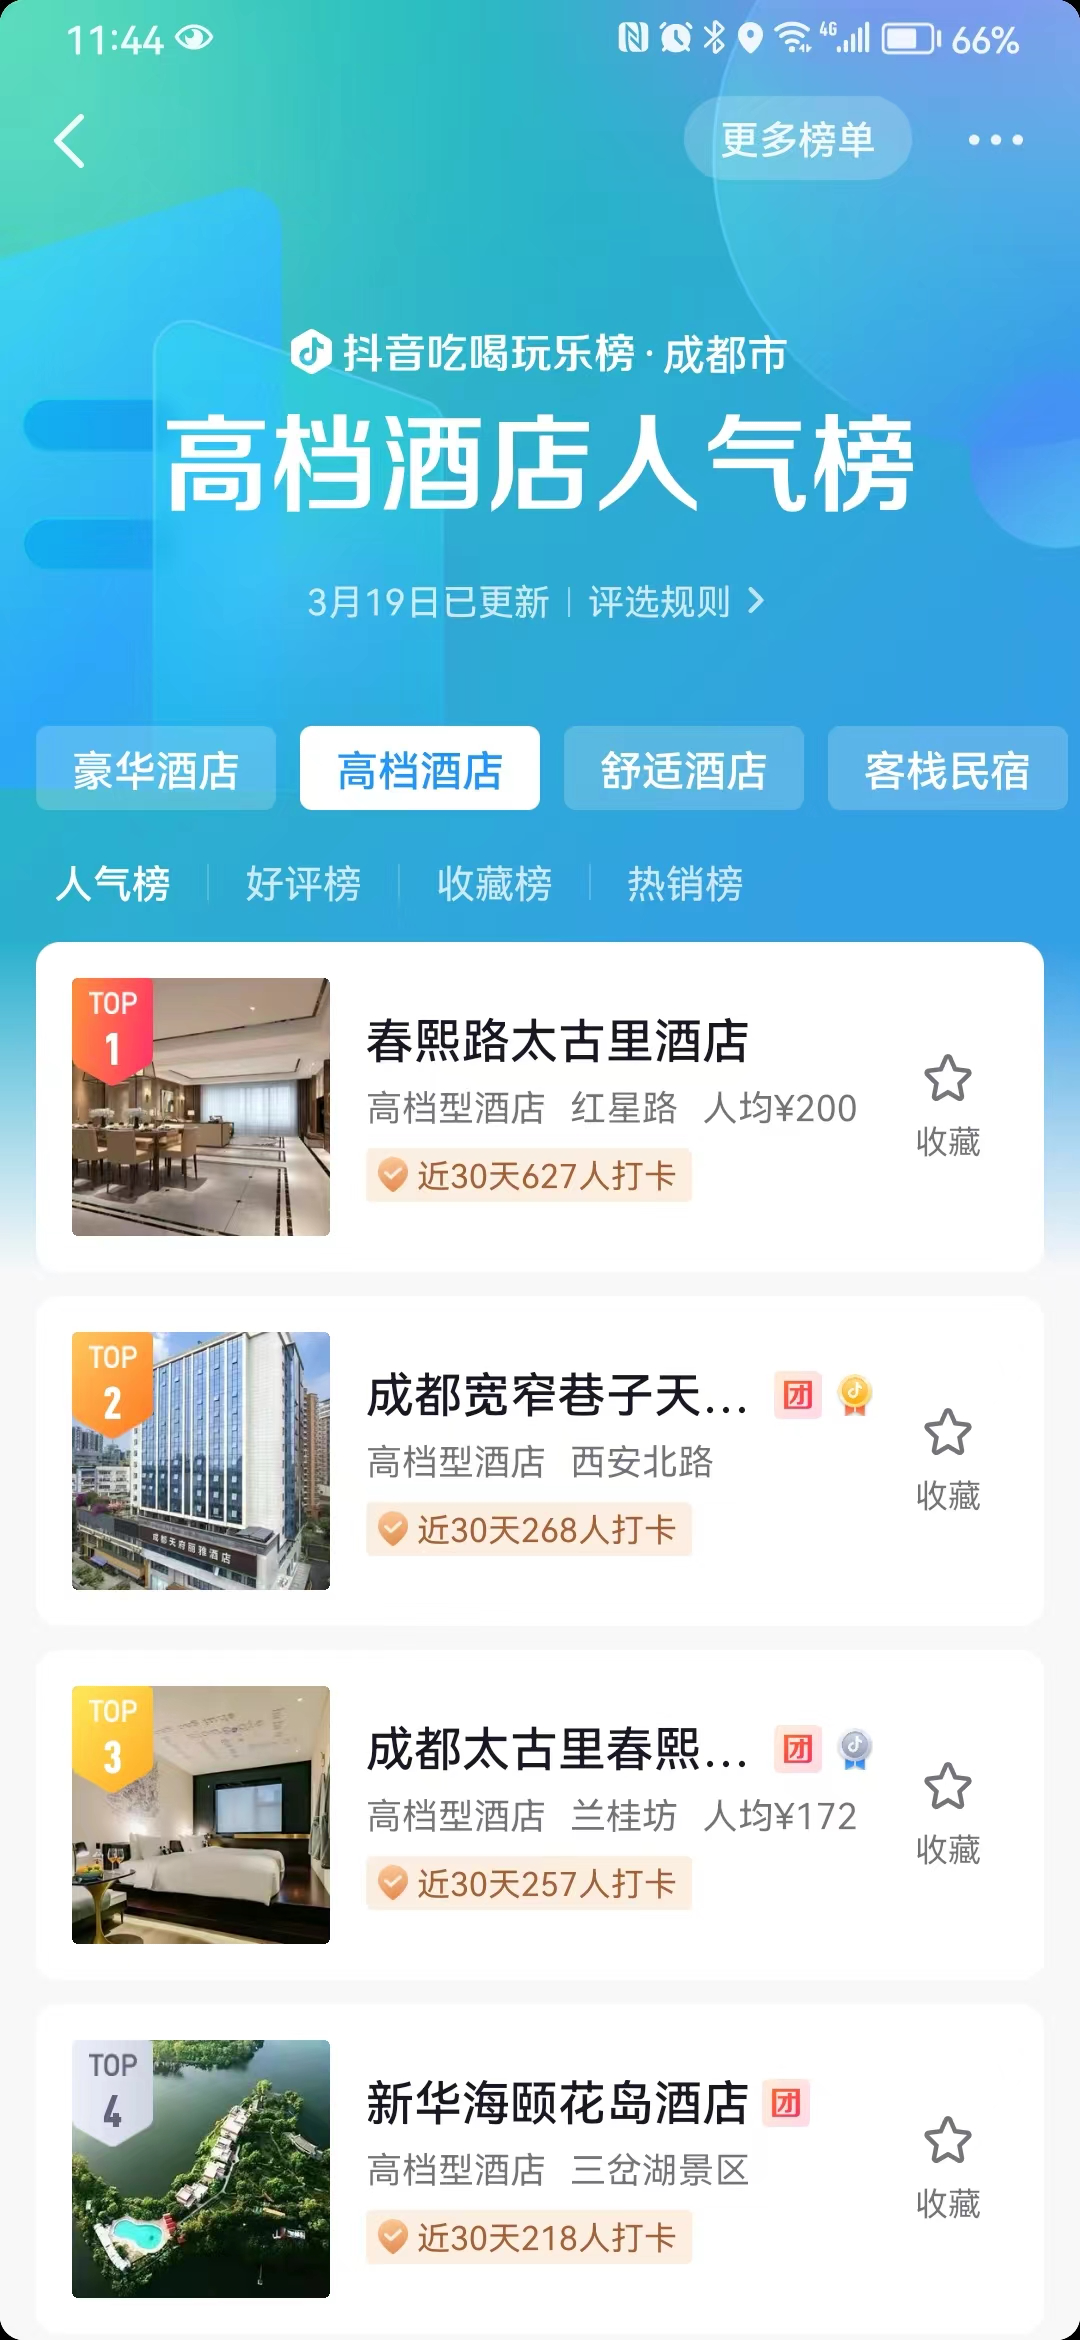 11:44
4G
66%
更多榜单
抖音吃喝玩乐榜·成都市
高档酒店人气榜
3月19日已更新 | 评选规则
豪华酒店
高档酒店
舒适酒店
客栈民宿
人气榜
好评榜
收藏榜
热销榜
TOP
1
春熙路太古里酒店
高档型酒店 红星路 人均¥200
近30天627人打卡
收藏
TOP
2
成都天府丽雅酒店
成都宽窄巷子天...
团
高档型酒店 西安北路
近30天268人打卡
收藏
TOP
3
成都太古里春熙...
团
高档型酒店 兰桂坊 人均¥172
近30天257人打卡
收藏
TOP
4
新华海颐花岛酒店
团
高档型酒店 三岔湖景区
近30天218人打卡
收藏